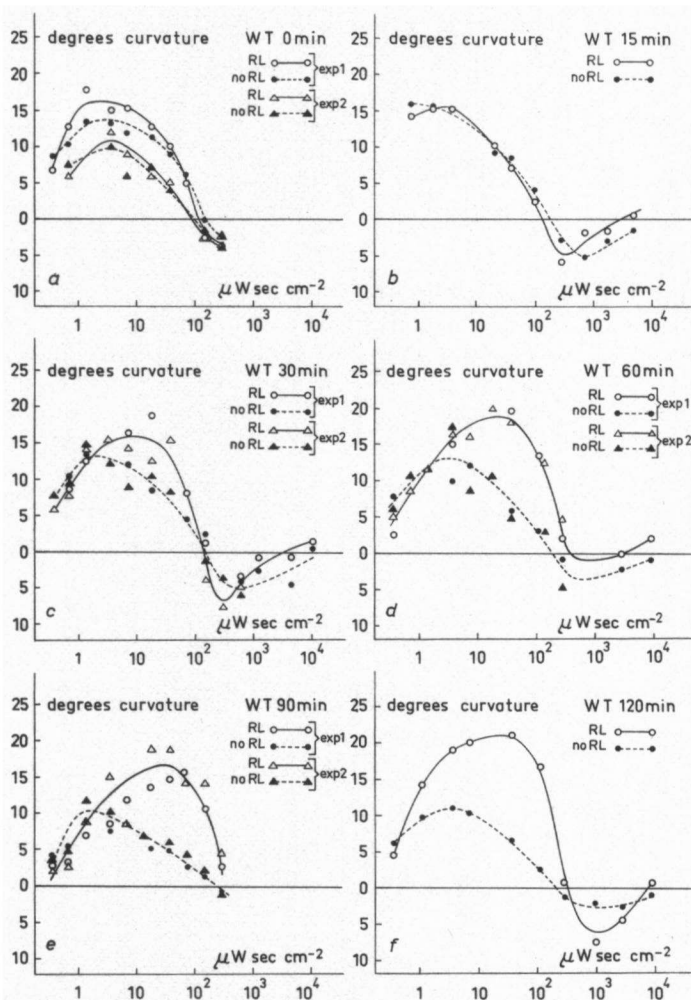 degrees curvature WT 0min
RL exp1
noRL
RL exp2
noRL
25
20
15
10
5
0
5
10
a
μW sec cm-2
1 10 10² 10³ 10⁴
degrees curvature WT 15min
RL
noRL
25
20
15
10
5
0
5
10
b
μW sec cm-2
1 10 10² 10³ 10⁴
degrees curvature WT 30min
RL exp1
noRL
RL exp2
noRL
25
20
15
10
5
0
5
10
c
μW sec cm-2
1 10 10² 10³ 10⁴
degrees curvature WT 60min
RL exp1
noRL
RL exp2
noRL
25
20
15
10
5
0
5
10
d
μW sec cm-2
1 10 10² 10³ 10⁴
degrees curvature WT 90min
RL exp1
noRL
RL exp2
noRL
25
20
15
10
5
0
5
10
e
μW sec cm-2
1 10 10² 10³ 10⁴
degrees curvature WT 120min
RL
noRL
25
20
15
10
5
0
5
10
f
μW sec cm-2
1 10 10² 10³ 10⁴